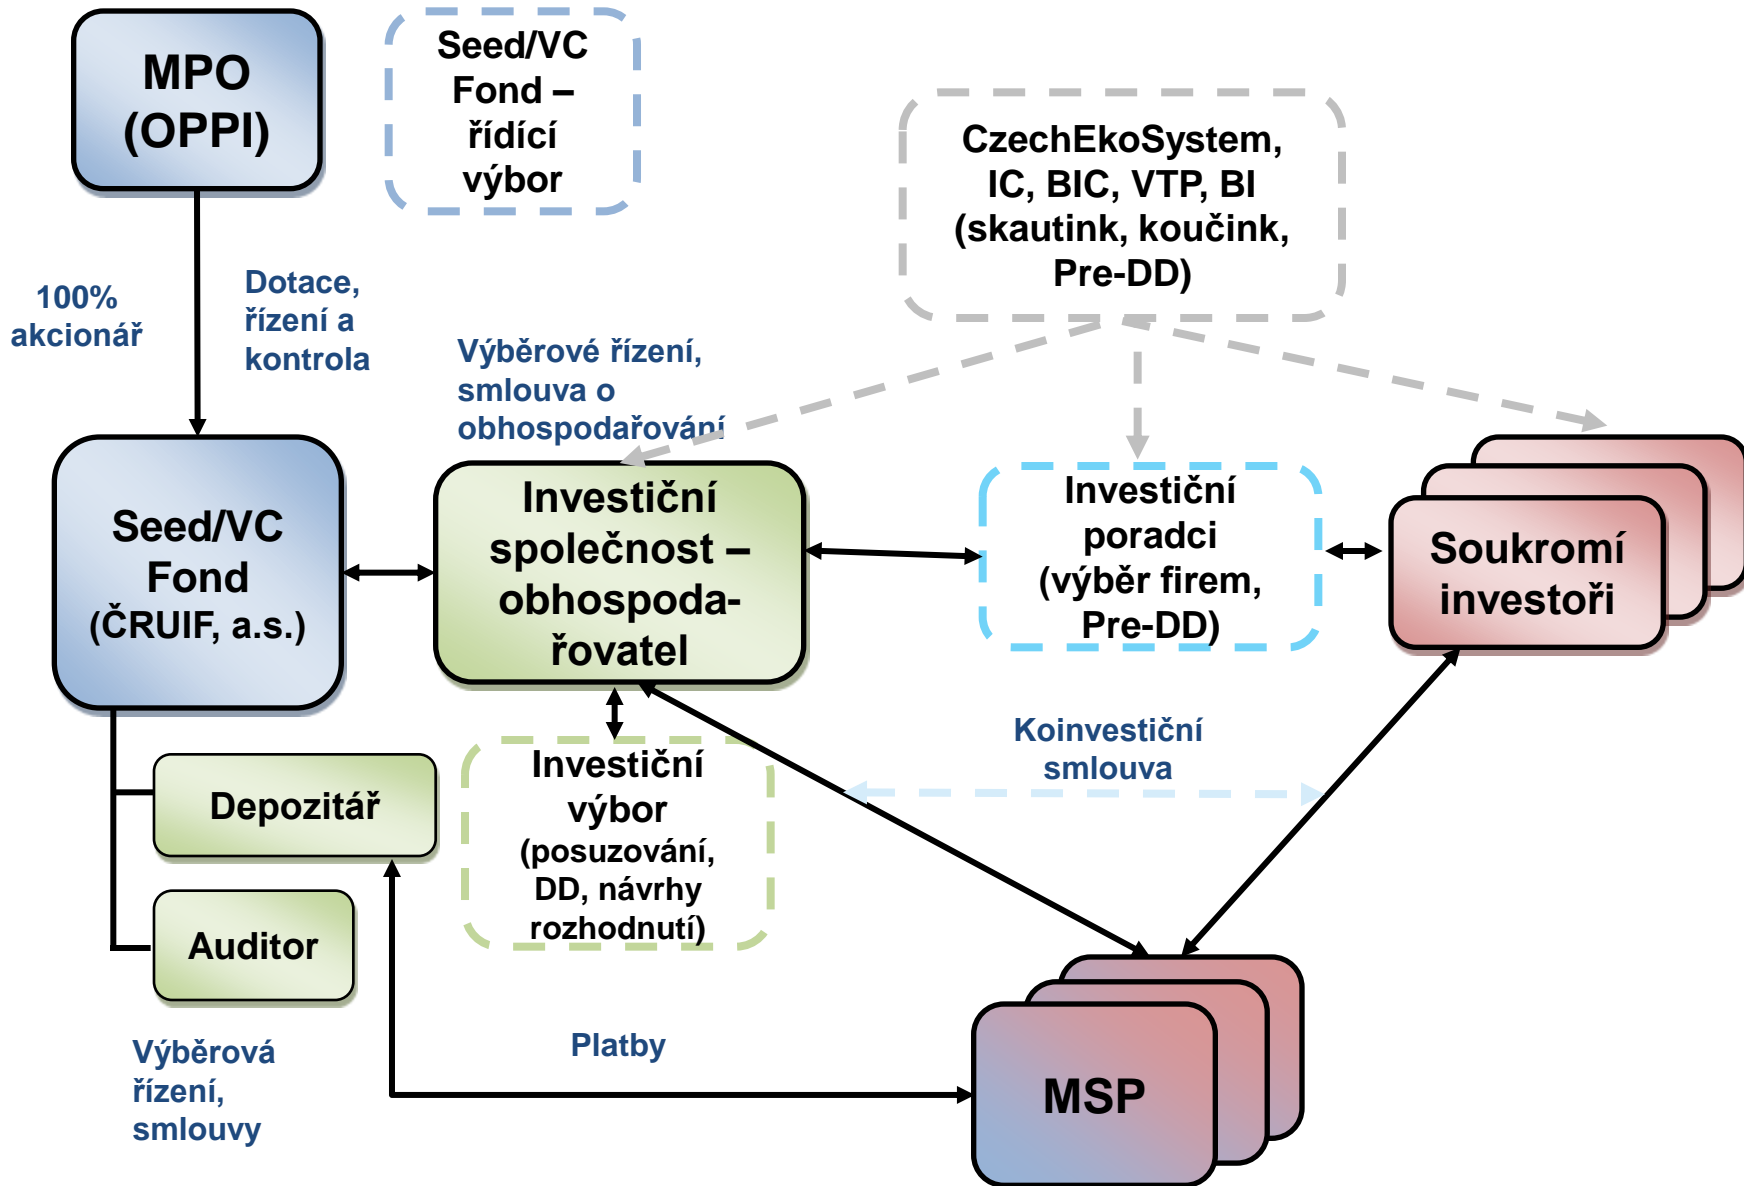 MPO
(OPPI)
Seed/VC
Fond –
řídící
výbor
CzechEkoSystem,
IC, BIC, VTP, BI
(skautink, koučink,
Pre-DD)
100%
akcionář
Dotace,
řízení a
kontrola
Výběrové řízení,
smlouva o
obhospodařování
Seed/VC
Fond
(ČRUIF, a.s.)
Investiční
společnost –
obhospoda-
řovatel
Investiční
poradci
(výběr firem,
Pre-DD)
Soukromí
investoři
Koinvestiční
smlouva
Investiční
výbor
(posuzování,
DD, návrhy
rozhodnutí)
Depozitář
Auditor
Výběrová
řízení,
smlouvy
Platby
MSP